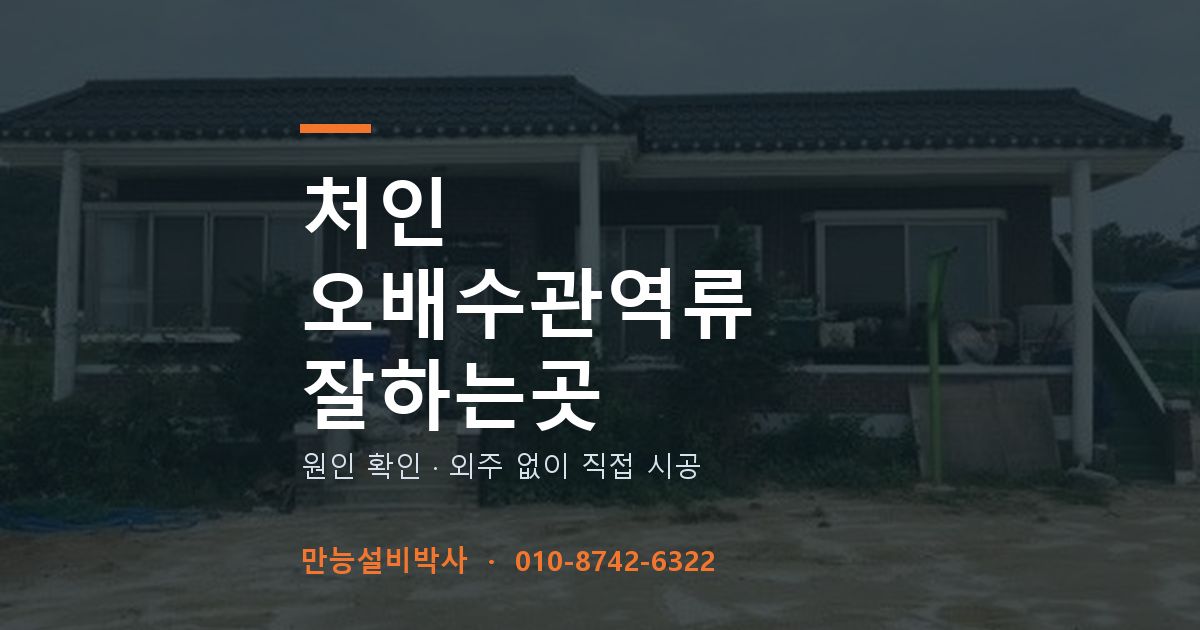 처인
오배수관역류
잘하는곳
원인 확인 · 외주 없이 직접 시공
만능설비박사 · 010-8742-6322